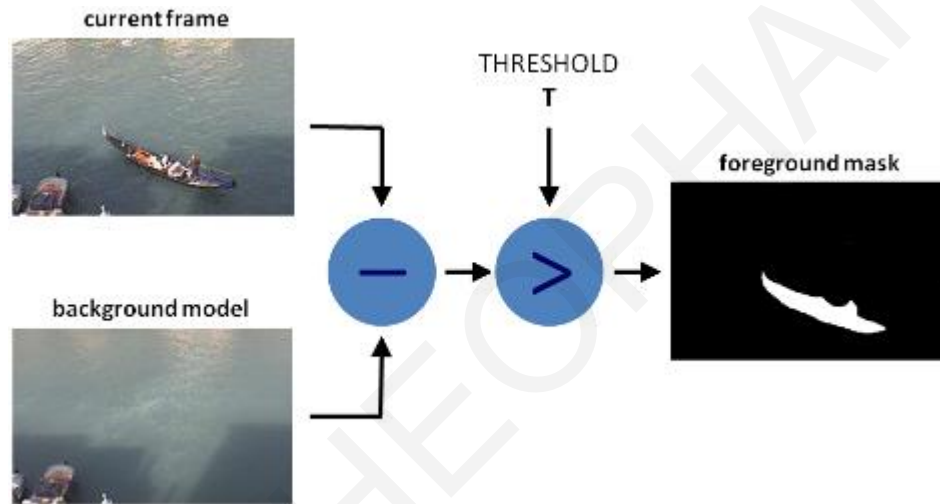 current frame
THRESHOLD
T
foreground mask
−
>
background model